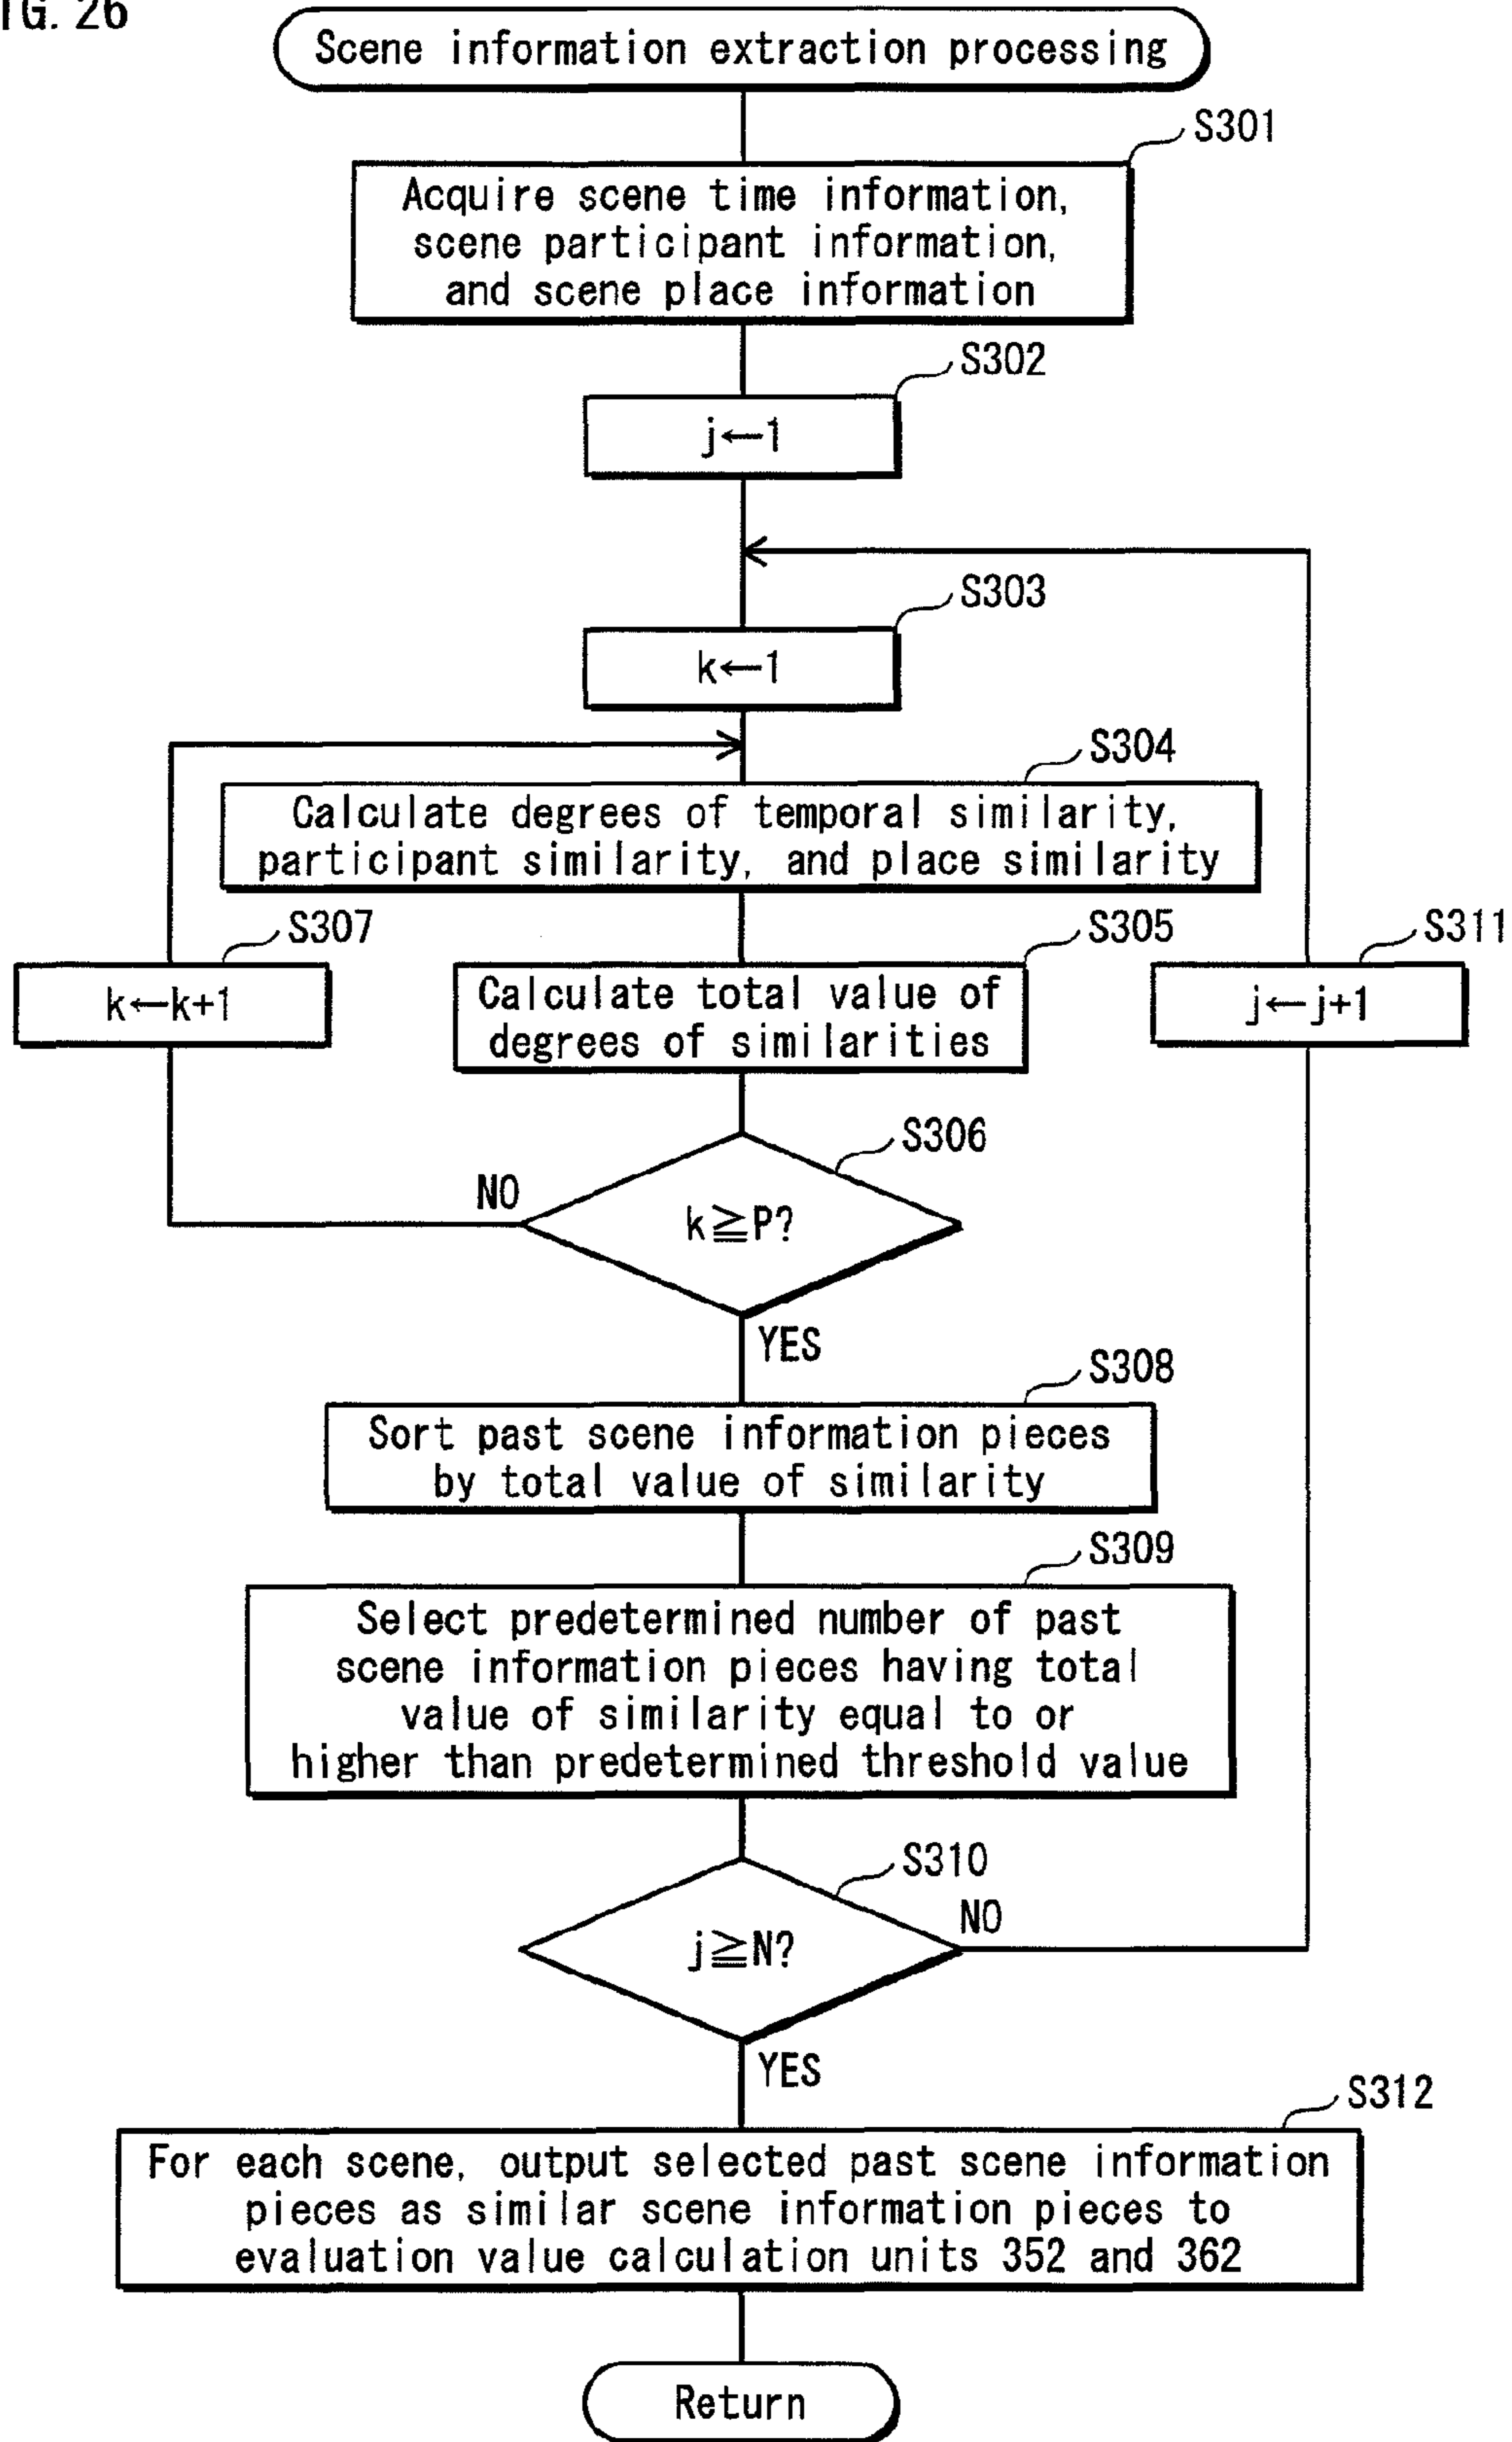 IG. 26
Scene information extraction processing
S301
Acquire scene time information,
scene participant information,
and scene place information
S302
j←1
S303
k←1
S304
Calculate degrees of temporal similarity,
participant similarity, and place similarity
S307
k←k+1
S305
Calculate total value of
degrees of similarities
S311
j←j+1
S306
NO
k≧P?
YES
S308
Sort past scene information pieces
by total value of similarity
S309
Select predetermined number of past
scene information pieces having total
value of similarity equal to or
higher than predetermined threshold value
S310
NO
j≧N?
YES
S312
For each scene, output selected past scene information
pieces as similar scene information pieces to
evaluation value calculation units 352 and 362
Return